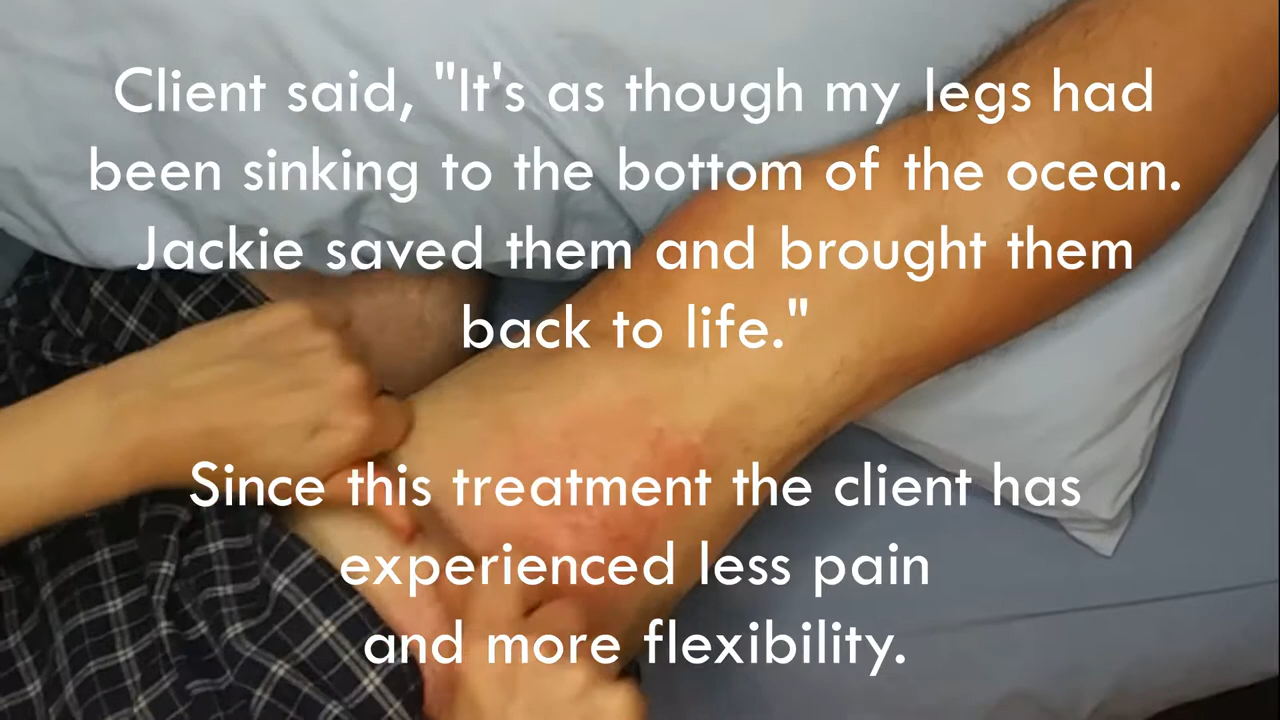 Client said, "It's as though my legs had
been sinking to the bottom of the ocean.
Jackie saved them and brought them
back to life."
Since this treatment the client has
experienced less pain
and more flexibility.